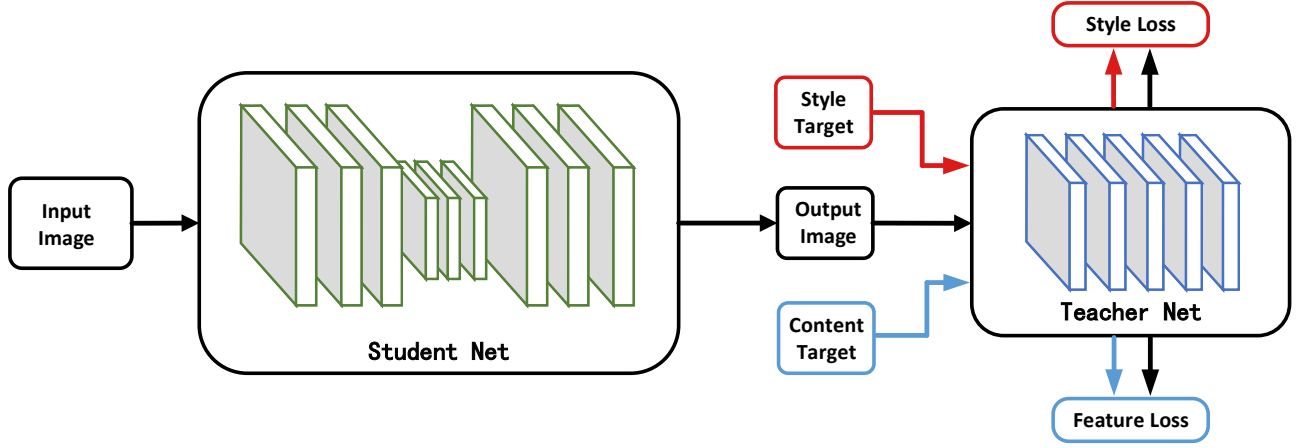 Style Loss
Style
Target
Input
Image
Output
Image
Student Net
Content
Target
Teacher Net
Feature Loss